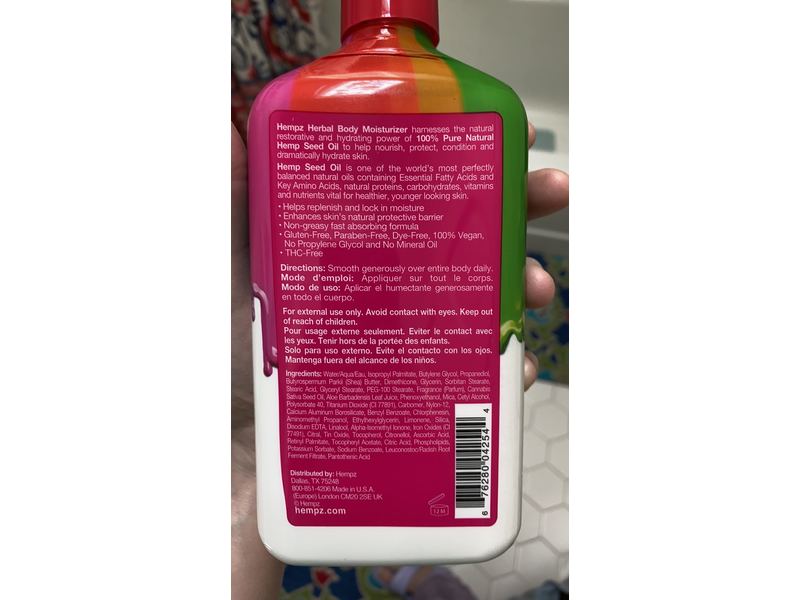 Hempz Herbal Body Moisturizer harnesses the natural
restorative and hydrating power of 100% Pure Natural
Hemp Seed Oil to help nourish, protect, condition and
dramatically hydrate skin.
Hemp Seed Oil is one of the world's most perfectly
balanced natural oils containing Essential Fatty Acids and
Key Amino Acids, natural proteins, carbohydrates, vitamins
and nutrients vital for healthier, younger looking skin.
• Helps replenish and lock in moisture
• Enhances skin's natural protective barrier
• Non-greasy fast absorbing formula
• Gluten-Free, Paraben-Free, Dye-Free, 100% Vegan,
No Propylene Glycol and No Mineral Oil
• THC-Free
Directions: Smooth generously over entire body daily.
Mode d'emploi: Appliquer sur tout le corps.
Modo de uso: Aplicar el humectante generosamente
en todo el cuerpo.
For external use only. Avoid contact with eyes. Keep out
of reach of children.
Pour usage externe seulement. Eviter le contact avec
les yeux. Tenir hors de la portée des enfants.
Solo para uso externo. Evite el contacto con los ojos.
Mantenga fuera del alcance de los niños.
Ingredients: Water/Aqua/Eau, Isopropyl Palmitate, Butylene Glycol, Propanediol,
Butyrospermum Parkii (Shea) Butter, Dimethicone, Glycerin, Sorbitan Stearate,
Stearic Acid, Glyceryl Stearate, PEG-100 Stearate, Fragrance (Parfum), Cannabis
Sativa Seed Oil, Aloe Barbadensis Leaf Juice, Phenoxyethanol, Mica, Cetyl Alcohol,
Polysorbate 40, Titanium Dioxide (CI 77891), Carbomer, Nylon-12,
Calcium Aluminum Borosilicate, Benzyl Benzoate, Chlorphenesin,
Aminomethyl Propanol, Ethylhexylglycerin, Limonene, Silica,
Disodium EDTA, Linalool, Alpha-Isomethyl Ionone, Iron Oxides (CI
77491), Citral, Tin Oxide, Tocopherol, Citronellol, Ascorbic Acid,
Retinyl Palmitate, Tocopheryl Acetate, Citric Acid, Phospholipids,
Potassium Sorbate, Sodium Benzoate, Leuconostoc/Radish Root
Ferment Filtrate, Pantothenic Acid
Distributed by: Hempz
Dallas, TX 75248
800-851-4206 Made in U.S.A.
(Europe) London CM20 2SE UK
© Hempz
hempz.com
12 M
6 76280 04254 4